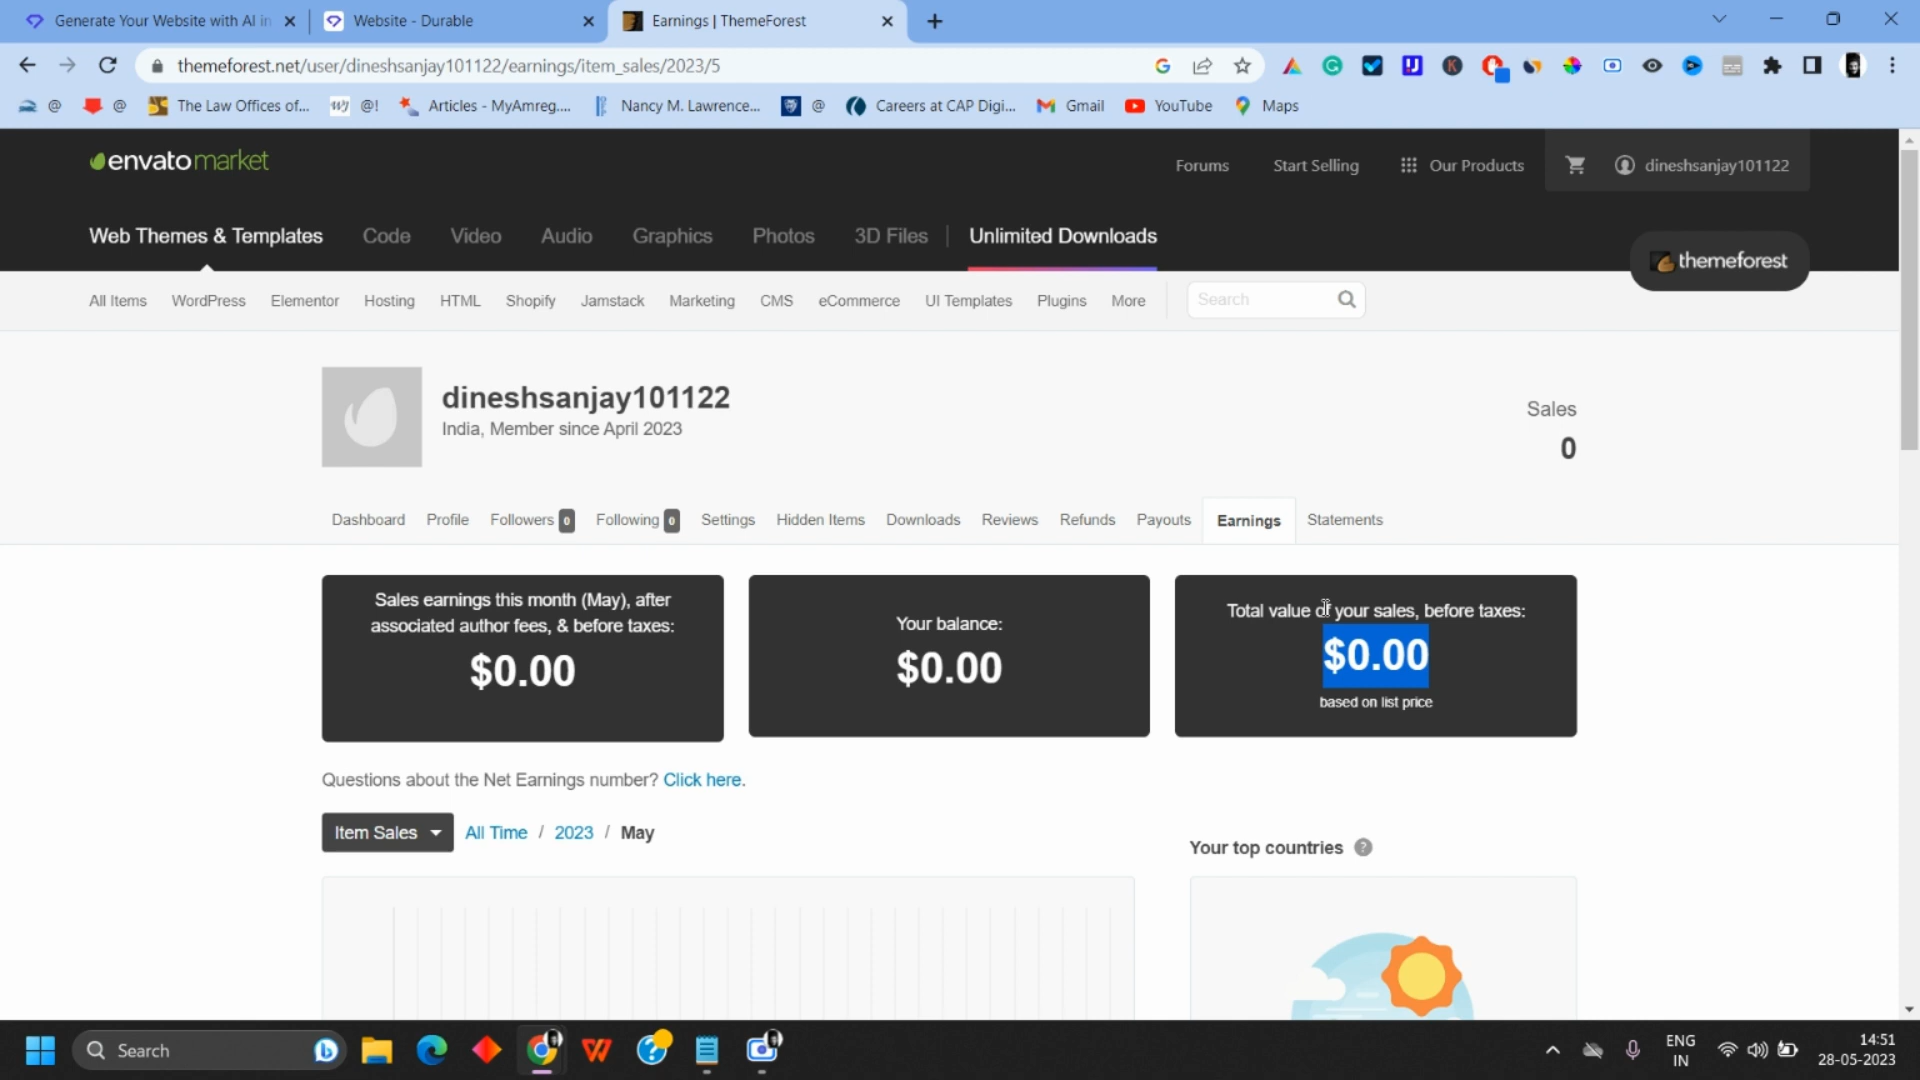 Generate Your Website with AI in
Website - Durable
Earnings | ThemeForest
themeforest.net/user/dineshsanjay101122/earnings/item_sales/2023/5
@
@
The Law Offices of...
@!
Articles - MyAmreg....
Nancy M. Lawrence...
@
Careers at CAP Digi...
Gmail
YouTube
Maps
envatomarket
Forums
Start Selling
Our Products
dineshsanjay101122
Web Themes & Templates
Code
Video
Audio
Graphics
Photos
3D Files
Unlimited Downloads
themeforest
All Items
WordPress
Elementor
Hosting
HTML
Shopify
Jamstack
Marketing
CMS
eCommerce
UI Templates
Plugins
More
Search
dineshsanjay101122
India, Member since April 2023
Sales
0
Dashboard
Profile
Followers 0
Following 0
Settings
Hidden Items
Downloads
Reviews
Refunds
Payouts
Earnings
Statements
Sales earnings this month (May), after
associated author fees, & before taxes:
$0.00
Your balance:
$0.00
Total value of your sales, before taxes:
$0.00
based on list price
Questions about the Net Earnings number? Click here.
Item Sales
All Time / 2023 / May
Your top countries ?
Search
ENG
IN
14:51
28-05-2023